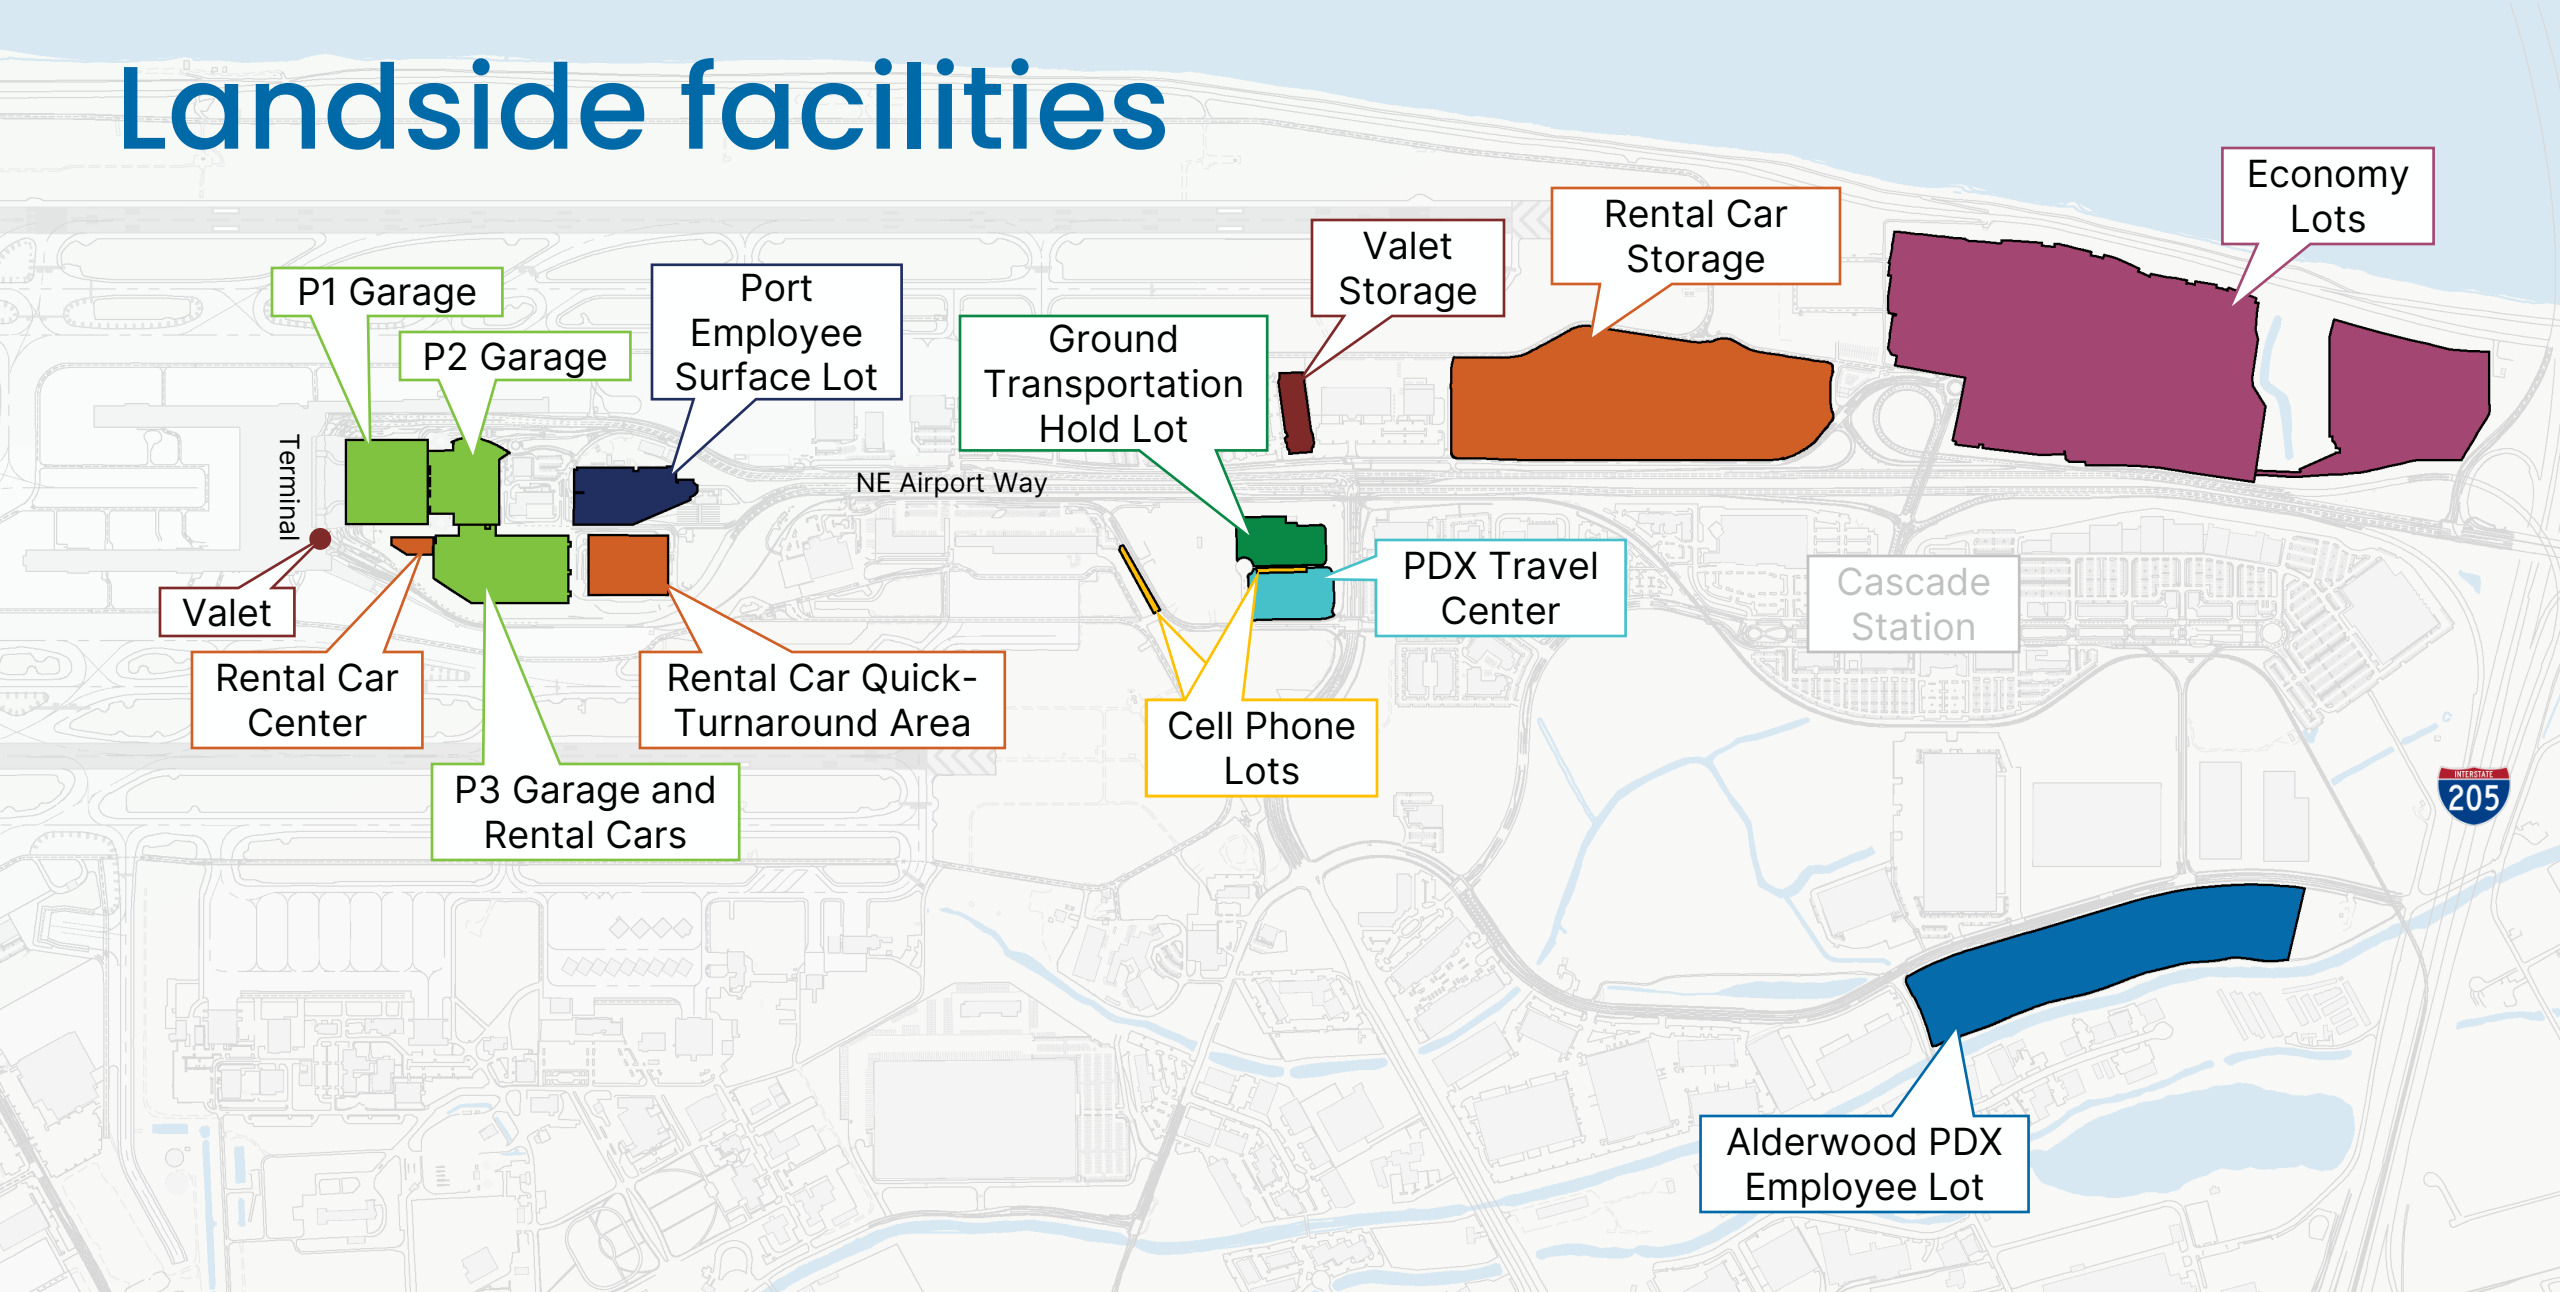 Landside facilities
Economy
Lots
Rental Car
Storage
Valet
Storage
P1 Garage
Port
Employee
Surface Lot
P2 Garage
Ground
Transportation
Hold Lot
Terminal
NE Airport Way
PDX Travel
Center
Cascade
Station
Valet
Rental Car
Center
Rental Car Quick-
Turnaround Area
Cell Phone
Lots
P3 Garage and
Rental Cars
INTERSTATE
205
Alderwood PDX
Employee Lot